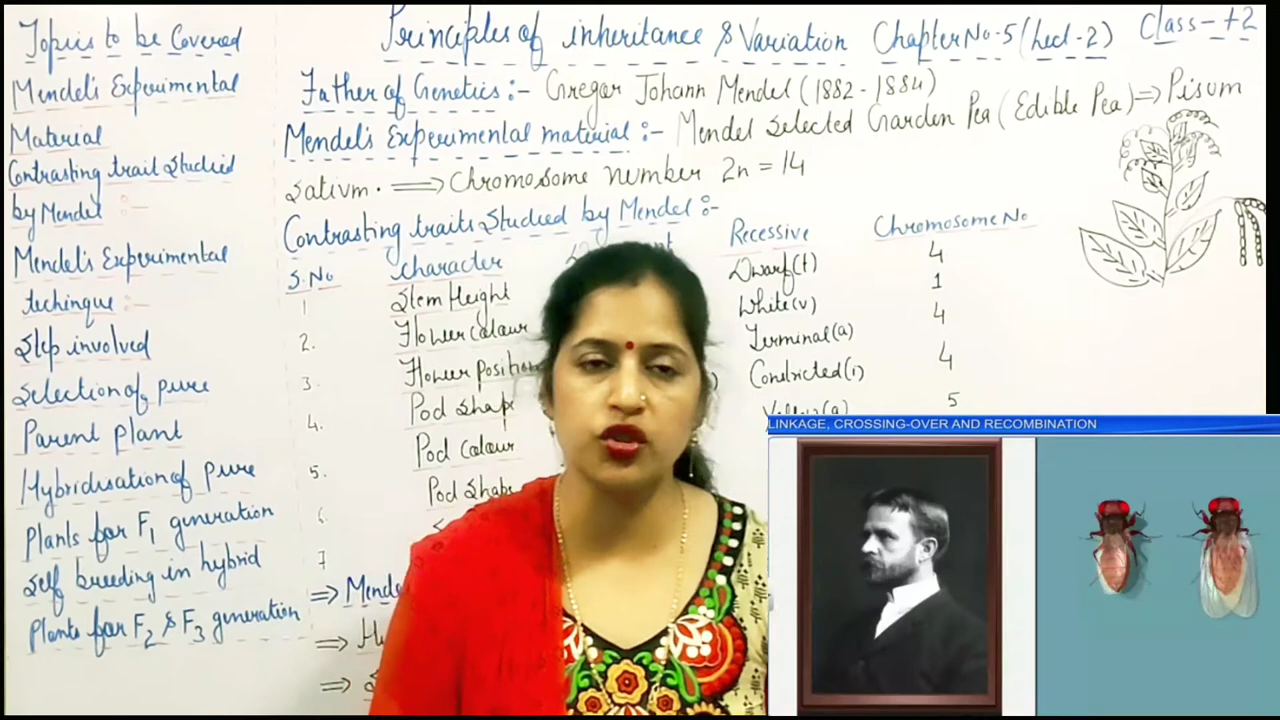 Topics to be Covered
Mendel's Experimental
Material
Contrasting trait Studied
by Mendel :-
Mendel's Experimental
techinque :-
Step involved
Selection of pure
Parent plant
Hybridisation of pure
Plants for F1 generation
Self breeding in hybrid
Plants for F2 & F3 generation
Principles of inheritance & Variation Chapter No-5 (Lect-2) Class-+2
Father of Genetics :- Gregor Johann Mendel (1882-1884)
Mendel's Experimental material :- Mendel Selected Garden Pea (Edible Pea) ⇒ Pisum
Sativm. ⇒ Chromosome number 2n = 14
Contrasting traits Studied by Mendel :-
S.No character Recessive Chromosome No
1 Stem Height Dwarf(t) 4
2. Flower colour White(v) 1
3. Flower position Terminal(a) 4
4. Pod Shape Constricted(i) 4
5. Pod Colour 5
6 Pod Shape
7
⇒ Mende
⇒
⇒
LINKAGE, CROSSING-OVER AND RECOMBINATION